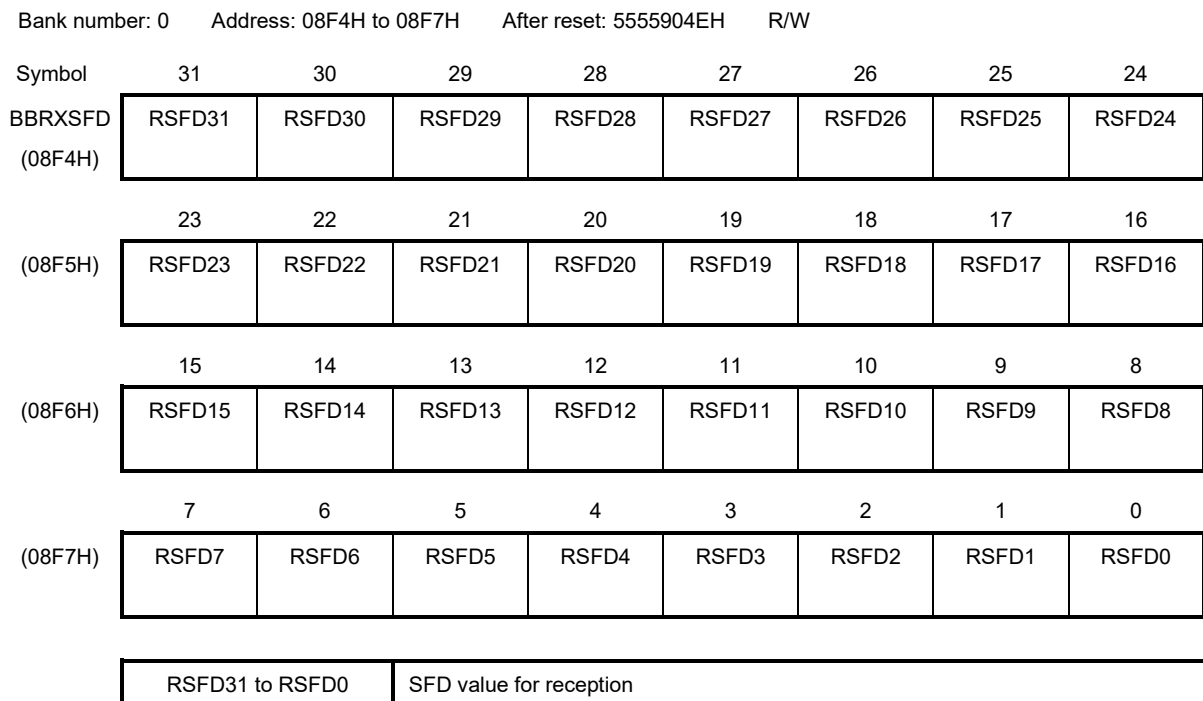 Bank number: 0 Address: 08F4H to 08F7H After reset: 5555904EH R/W
Symbol 31 30 29 28 27 26 25 24
BBRXSFD RSFD31 RSFD30 RSFD29 RSFD28 RSFD27 RSFD26 RSFD25 RSFD24
(08F4H)
23 22 21 20 19 18 17 16
(08F5H) RSFD23 RSFD22 RSFD21 RSFD20 RSFD19 RSFD18 RSFD17 RSFD16
15 14 13 12 11 10 9 8
(08F6H) RSFD15 RSFD14 RSFD13 RSFD12 RSFD11 RSFD10 RSFD9 RSFD8
7 6 5 4 3 2 1 0
(08F7H) RSFD7 RSFD6 RSFD5 RSFD4 RSFD3 RSFD2 RSFD1 RSFD0
RSFD31 to RSFD0 SFD value for reception